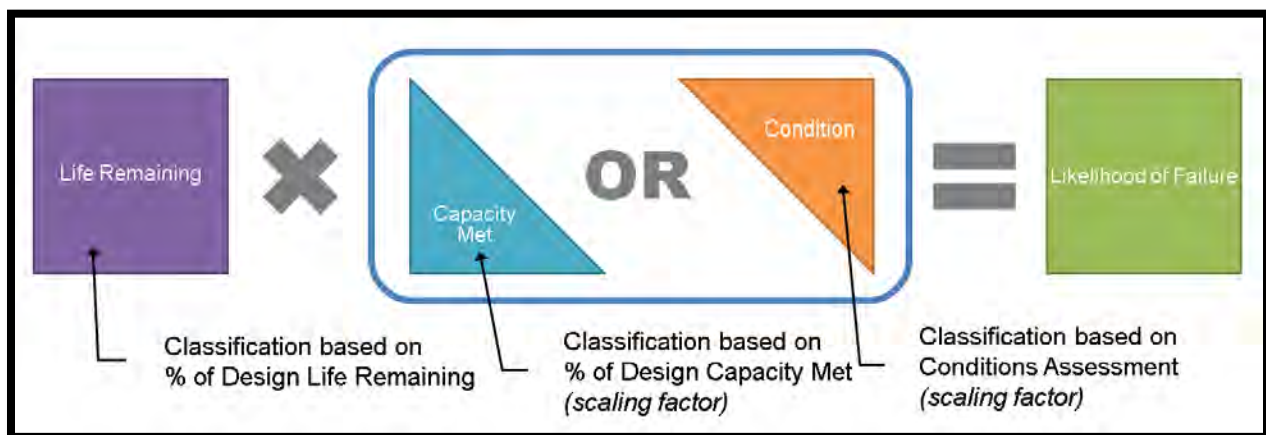 Life Remaining
Capacity
Met
OR
Condition
Likelihood of Failure
Classification based on
% of Design Life Remaining
Classification based on
% of Design Capacity Met
(scaling factor)
Classification based on
Conditions Assessment
(scaling factor)